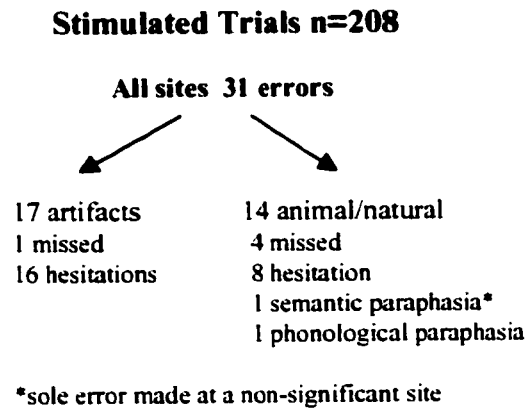 Stimulated Trials n=208
All sites 31 errors
17 artifacts
1 missed
16 hesitations
14 animal/natural
4 missed
8 hesitation
1 semantic paraphasia*
1 phonological paraphasia
*sole error made at a non-significant site